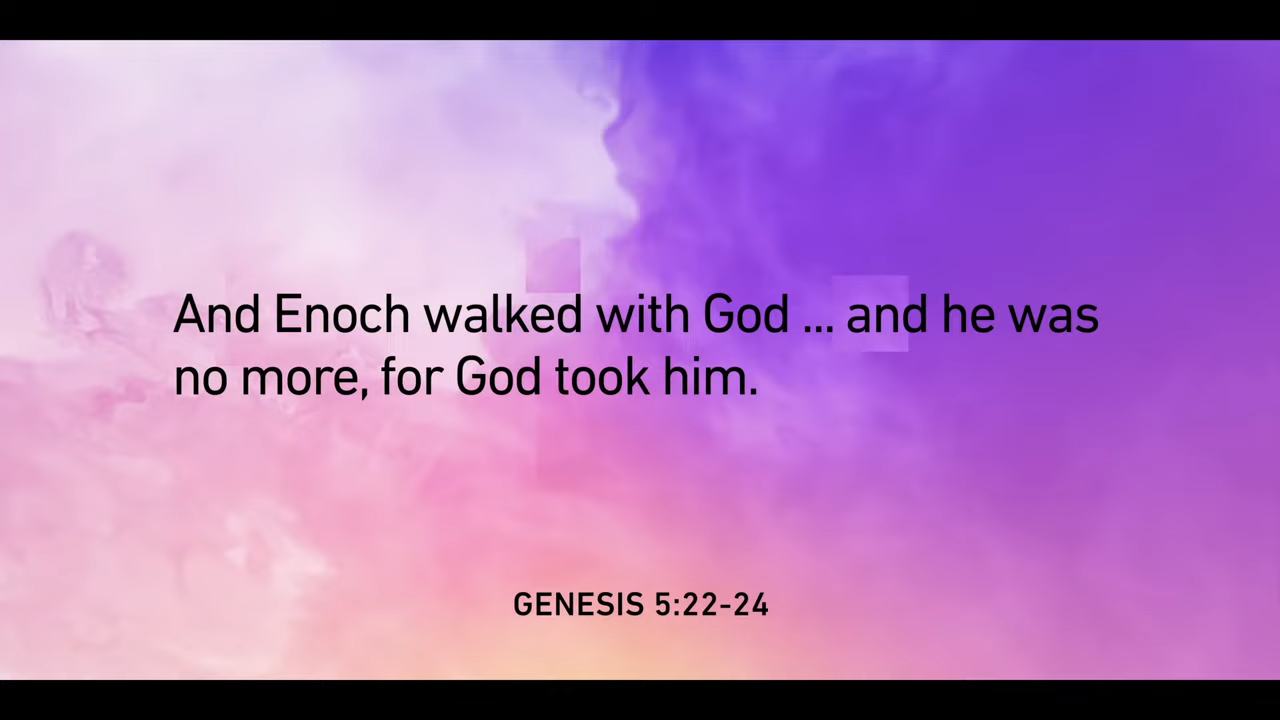 And Enoch walked with God ... and he was
no more, for God took him.
GENESIS 5:22-24